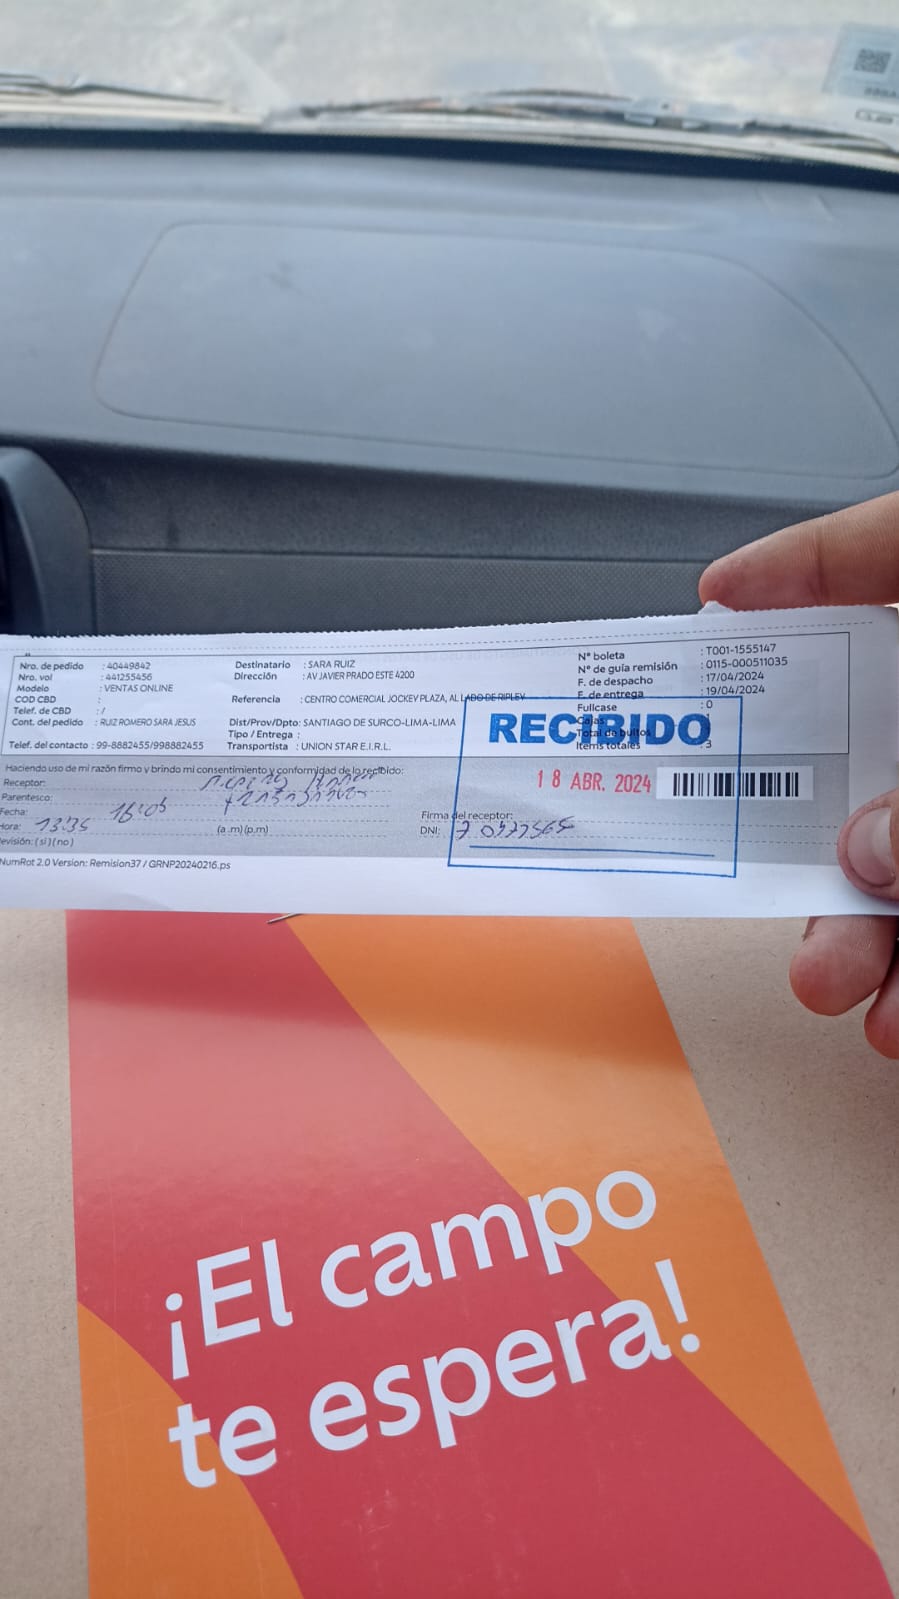 Nro. de pedido : 40449842
Nro. vol : 441255456
Modelo : VENTAS ONLINE
COD CBD :
Telef. de CBD : /
Cont. del pedido : RUIZ ROMERO SARA JESUS
Telef. del contacto : 99-8882455/998882455
Destinatario : SARA RUIZ
Dirección : AV JAVIER PRADO ESTE 4200
Referencia : CENTRO COMERCIAL JOCKEY PLAZA, AL LADO DE RIPLEY
Dist/Prov/Dpto: SANTIAGO DE SURCO-LIMA-LIMA
Tipo / Entrega :
Transportista : UNION STAR E.I.R.L.
N° boleta : T001-1555147
N° de guía remisión : 0115-000511035
F. de despacho : 17/04/2024
F. de entrega : 19/04/2024
Fullcase : 0
Cajas
Total de bultos
Items totales : 3
RECIBIDO
18 ABR. 2024
Haciendo uso de mi razón firmo y brindo mi consentimiento y conformidad de lo recibido:
Receptor:
Parentesco:
Fecha:
Hora: 13:35 (a.m) (p.m)
Revisión: ( si ) ( no )
Firma del receptor:
DNI:
NumRot 2.0 Version: Remision37 / GRNP20240216.ps
¡El campo
te espera!